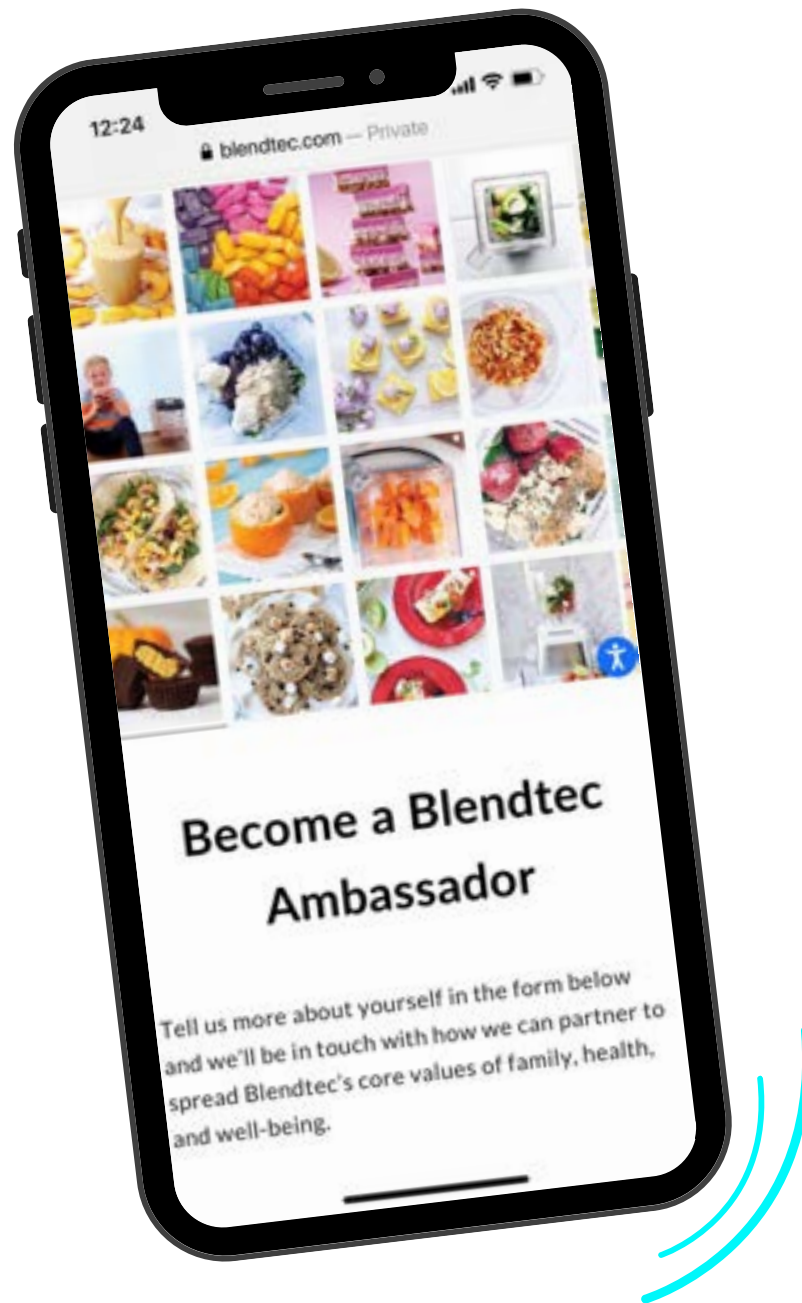 12:24
blendtec.com — Private
Become a Blendtec
Ambassador
Tell us more about yourself in the form below
and we'll be in touch with how we can partner to
spread Blendtec's core values of family, health,
and well-being.